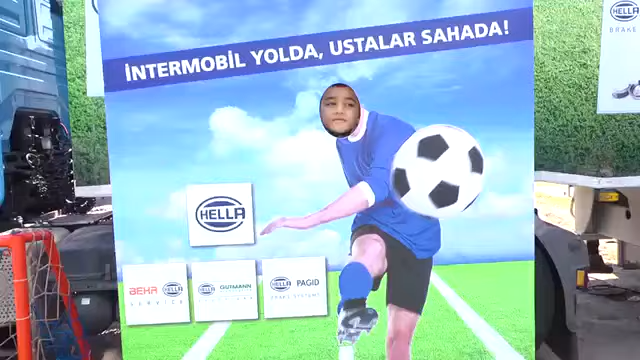 İNTERMOBİL YOLDA, USTALAR SAHADA!
HELLA
BEHR HELLA
SERVICE
HELLA GUTMANN
HELLA PAGID
BRAKE SYSTEMS
HELLA
BRAKE